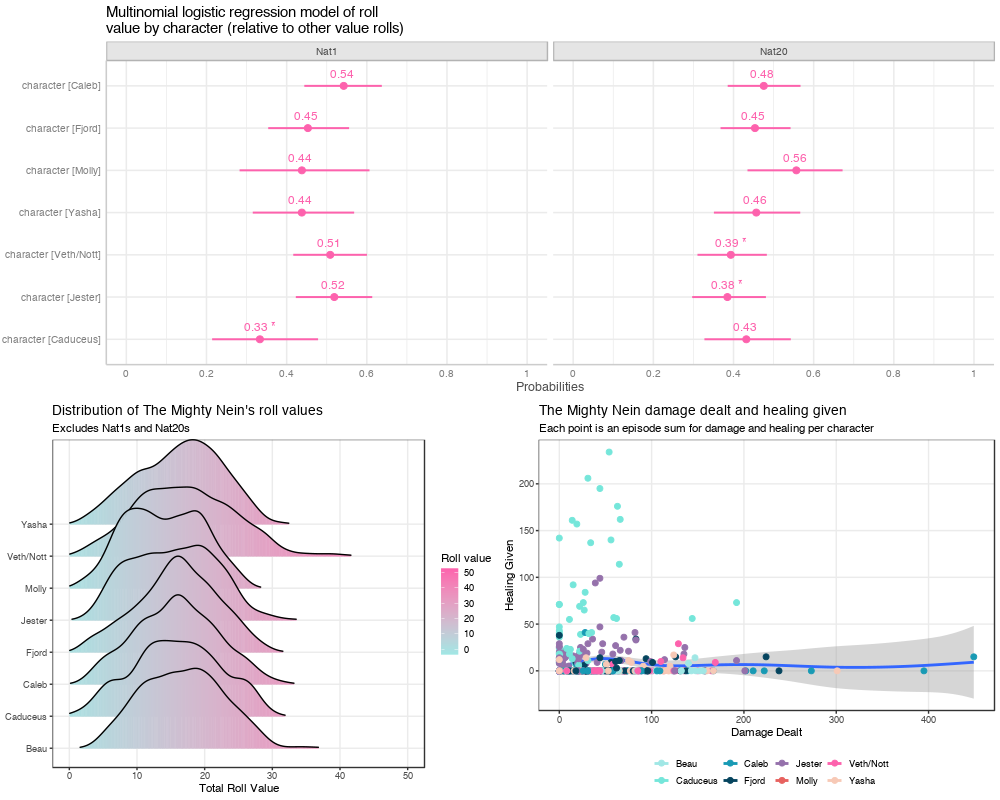 Multinomial logistic regression model of roll
value by character (relative to other value rolls)
Nat1
Nat20
character [Caleb]
0.54
0.48
character [Fjord]
0.45
0.45
character [Molly]
0.44
0.56
character [Yasha]
0.44
0.46
character [Veth/Nott]
0.51
0.39 *
character [Jester]
0.52
0.38 *
character [Caduceus]
0.33 *
0.43
0 0.2 0.4 0.6 0.8 1
0 0.2 0.4 0.6 0.8 1
Probabilities
Distribution of The Mighty Nein's roll values
Excludes Nat1s and Nat20s
Yasha
Veth/Nott
Molly
Jester
Fjord
Caleb
Caduceus
Beau
0 10 20 30 40 50
Total Roll Value
Roll value
50
40
30
20
10
0
The Mighty Nein damage dealt and healing given
Each point is an episode sum for damage and healing per character
Healing Given
200
150
100
50
0
0 100 200 300 400
Damage Dealt
Beau Caleb Jester Veth/Nott
Caduceus Fjord Molly Yasha